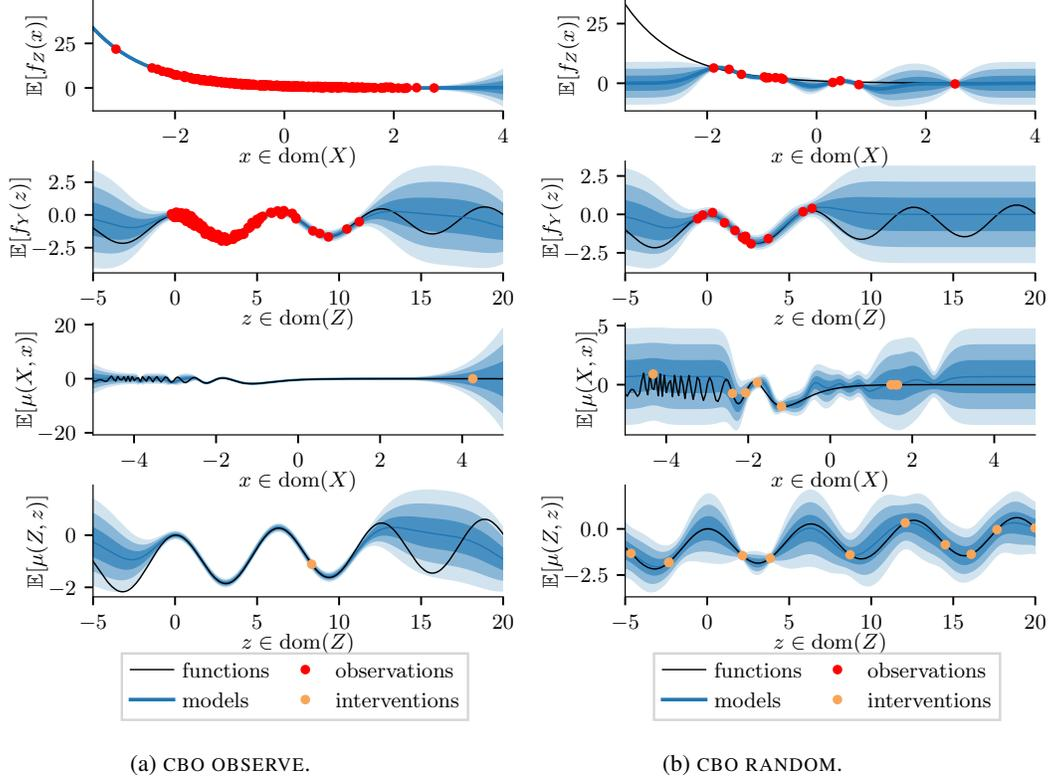 25
0
𝔼[f_Z(x)]
−2 0 2 4
x ∈ dom(X)
2.5
0.0
−2.5
𝔼[f_Y(z)]
−5 0 5 10 15 20
z ∈ dom(Z)
20
0
−20
𝔼[μ(X, x)]
−4 −2 0 2 4
x ∈ dom(X)
0
−2
𝔼[μ(Z, z)]
−5 0 5 10 15 20
z ∈ dom(Z)
functions observations
models interventions
(a) CBO OBSERVE.
25
0
𝔼[f_Z(x)]
−2 0 2 4
x ∈ dom(X)
2.5
0.0
−2.5
𝔼[f_Y(z)]
−5 0 5 10 15 20
z ∈ dom(Z)
5
0
𝔼[μ(X, x)]
−4 −2 0 2 4
x ∈ dom(X)
0.0
−2.5
𝔼[μ(Z, z)]
−5 0 5 10 15 20
z ∈ dom(Z)
functions observations
models interventions
(b) CBO RANDOM.